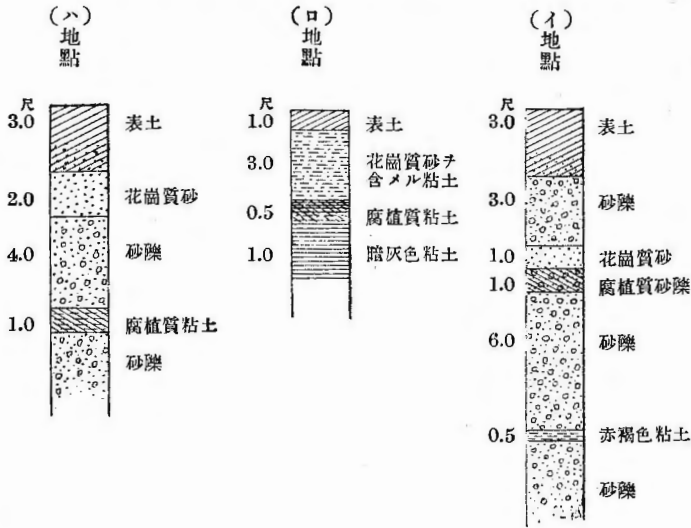 (イ)地點
尺
3.0 表土
3.0 砂礫
1.0 花崗質砂
1.0 腐植質砂礫
6.0 砂礫
0.5 赤褐色粘土
砂礫
(ロ)地點
尺
1.0 表土
3.0 花崗質砂ヲ
含メル粘土
0.5 腐植質粘土
1.0 暗灰色粘土
(ハ)地點
尺
3.0 表土
2.0 花崗質砂
4.0 砂礫
1.0 腐植質粘土
砂礫